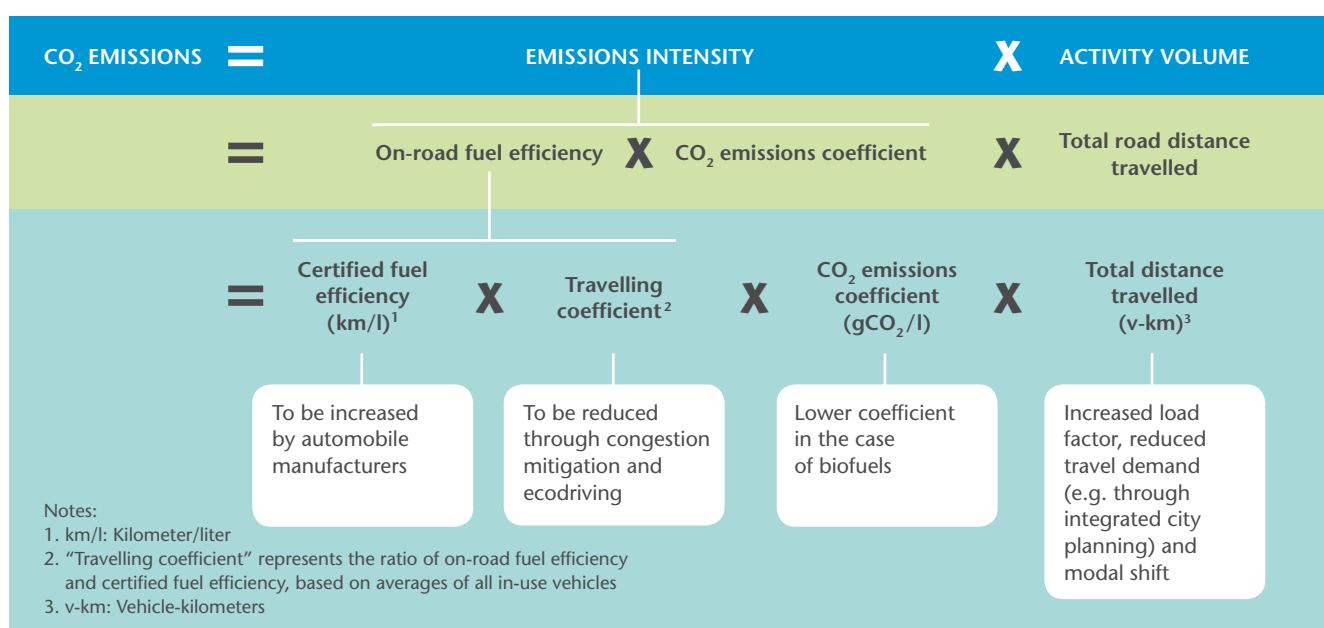 CO₂ EMISSIONS = EMISSIONS INTENSITY X ACTIVITY VOLUME
= On-road fuel efficiency X CO₂ emissions coefficient X Total road distance
travelled
= Certified fuel
efficiency
(km/l)¹
X
Travelling
coefficient²
X
CO₂ emissions
coefficient
(gCO₂/l)
X
Total distance
travelled
(v-km)³
To be increased
by automobile
manufacturers
To be reduced
through congestion
mitigation and
ecodriving
Lower coefficient
in the case
of biofuels
Increased load
factor, reduced
travel demand
(e.g. through
integrated city
planning) and
modal shift
Notes:
1. km/l: Kilometer/liter
2. “Travelling coefficient” represents the ratio of on-road fuel efficiency
and certified fuel efficiency, based on averages of all in-use vehicles
3. v-km: Vehicle-kilometers